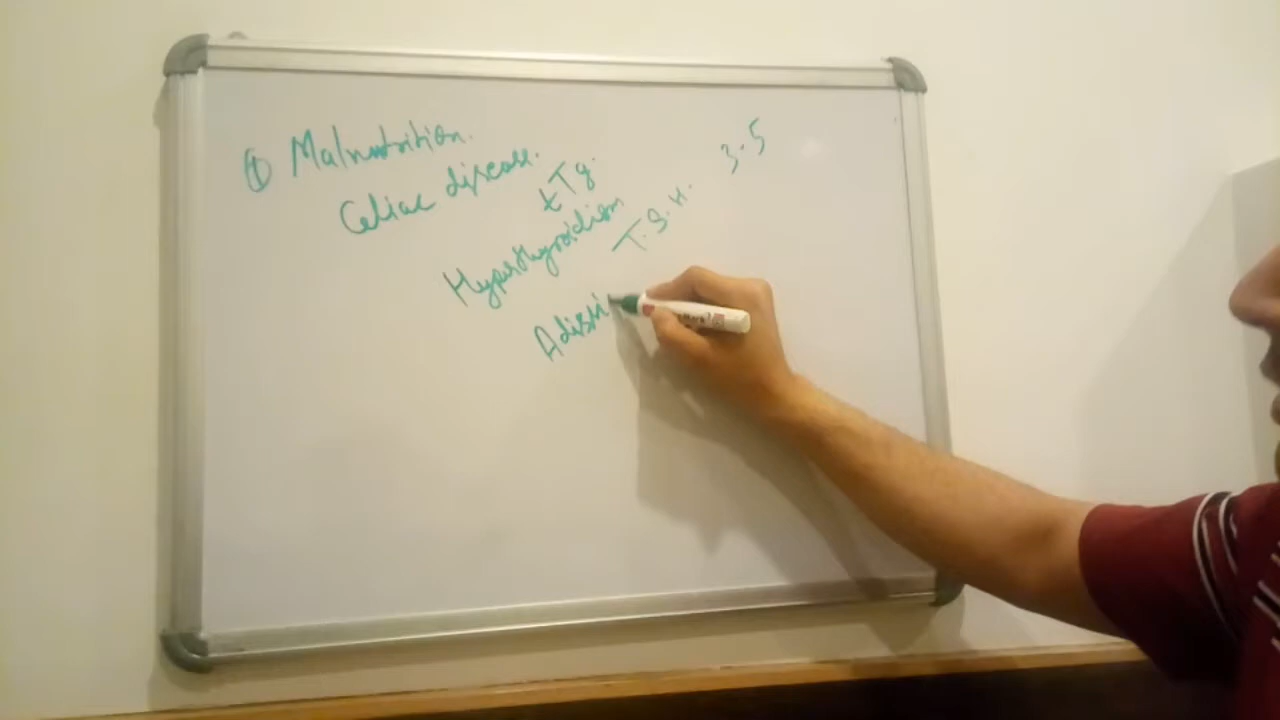 ① Malnutrition.
Celiac disease.
tTg.
Hyperthyroidism
T.S.H.
3.5
Adisi